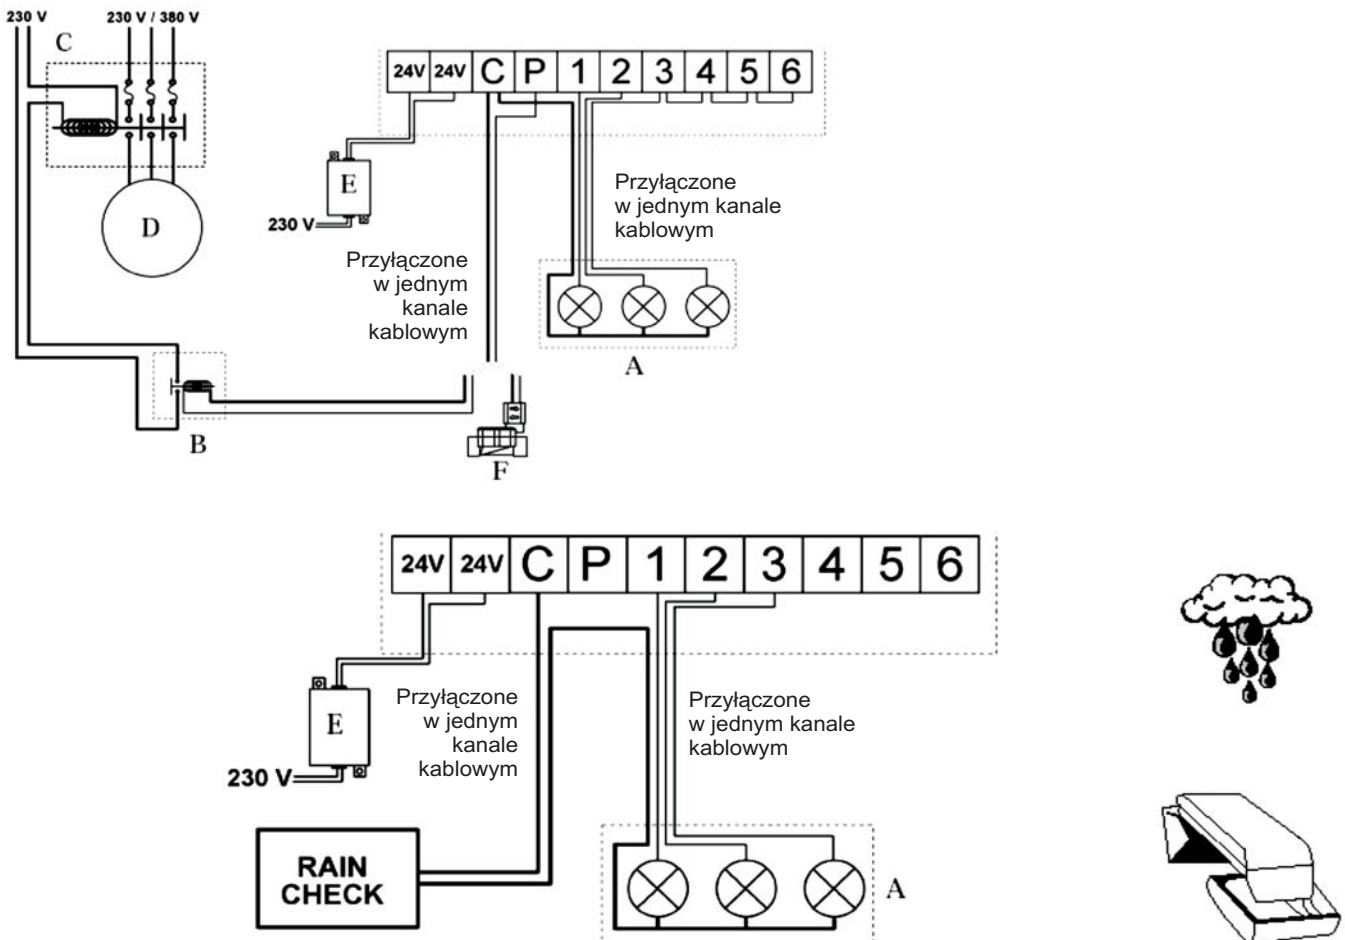 230 V
230 V / 380 V
C
24V 24V C P 1 2 3 4 5 6
E
D
230 V
Przyłączone
w jednym kanale
kablowym
Przyłączone
w jednym
kanale
kablowym
A
B
F
24V 24V C P 1 2 3 4 5 6
E
230 V
Przyłączone
w jednym
kanale
kablowym
Przyłączone
w jednym kanale
kablowym
RAIN
CHECK
A